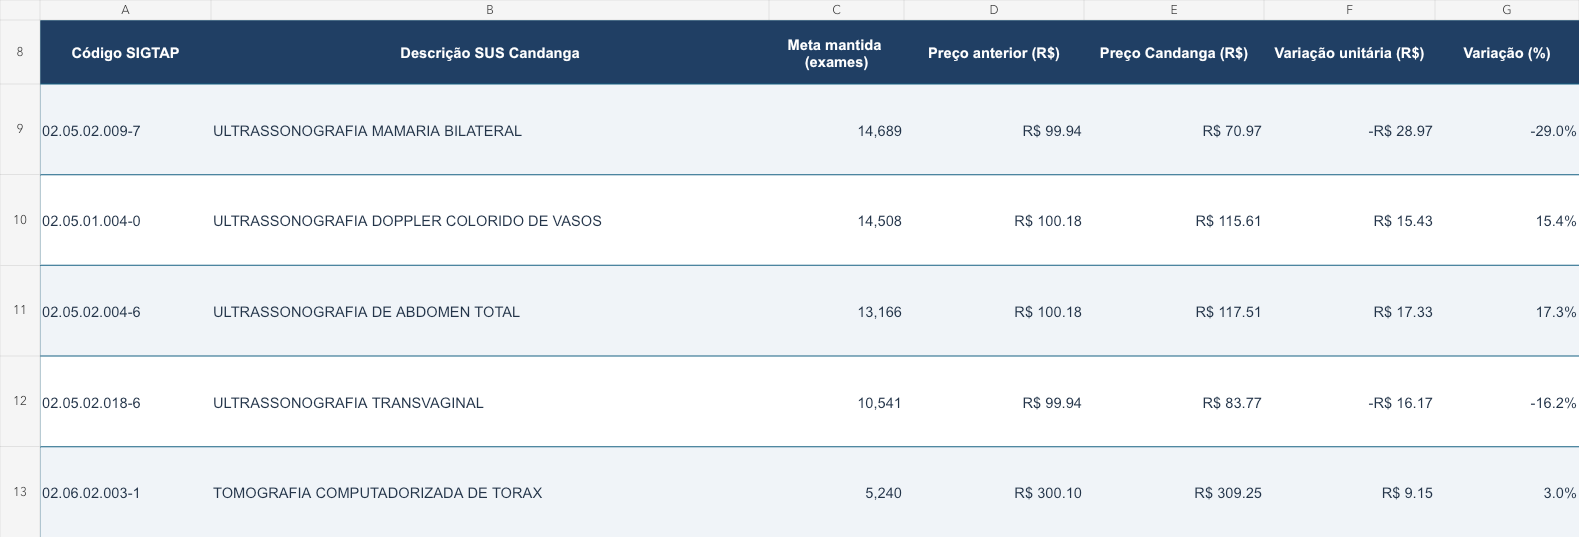 A B C D E F G
8 Código SIGTAP Descrição SUS Candanga Meta mantida (exames) Preço anterior (R$) Preço Candanga (R$) Variação unitária (R$) Variação (%)
9 02.05.02.009-7 ULTRASSONOGRAFIA MAMARIA BILATERAL 14,689 R$ 99.94 R$ 70.97 -R$ 28.97 -29.0%
10 02.05.01.004-0 ULTRASSONOGRAFIA DOPPLER COLORIDO DE VASOS 14,508 R$ 100.18 R$ 115.61 R$ 15.43 15.4%
11 02.05.02.004-6 ULTRASSONOGRAFIA DE ABDOMEN TOTAL 13,166 R$ 100.18 R$ 117.51 R$ 17.33 17.3%
12 02.05.02.018-6 ULTRASSONOGRAFIA TRANSVAGINAL 10,541 R$ 99.94 R$ 83.77 -R$ 16.17 -16.2%
13 02.06.02.003-1 TOMOGRAFIA COMPUTADORIZADA DE TORAX 5,240 R$ 300.10 R$ 309.25 R$ 9.15 3.0%